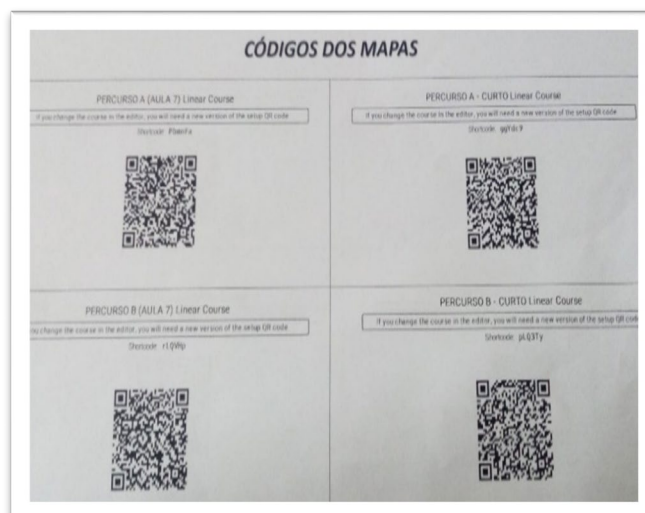 CÓDIGOS DOS MAPAS
PERCURSO A (AULA 7) Linear Course
If you change the course in the editor, you will need a new version of the setup QR code
Shortcode:
PERCURSO A - CURTO Linear Course
If you change the course in the editor, you will need a new version of the setup QR code
Shortcode:
PERCURSO B (AULA 7) Linear Course
you change the course in the editor, you will need a new version of the setup QR code
Shortcode:
PERCURSO B - CURTO Linear Course
If you change the course in the editor, you will need a new version of the setup QR code
Shortcode: pLQ3Ty